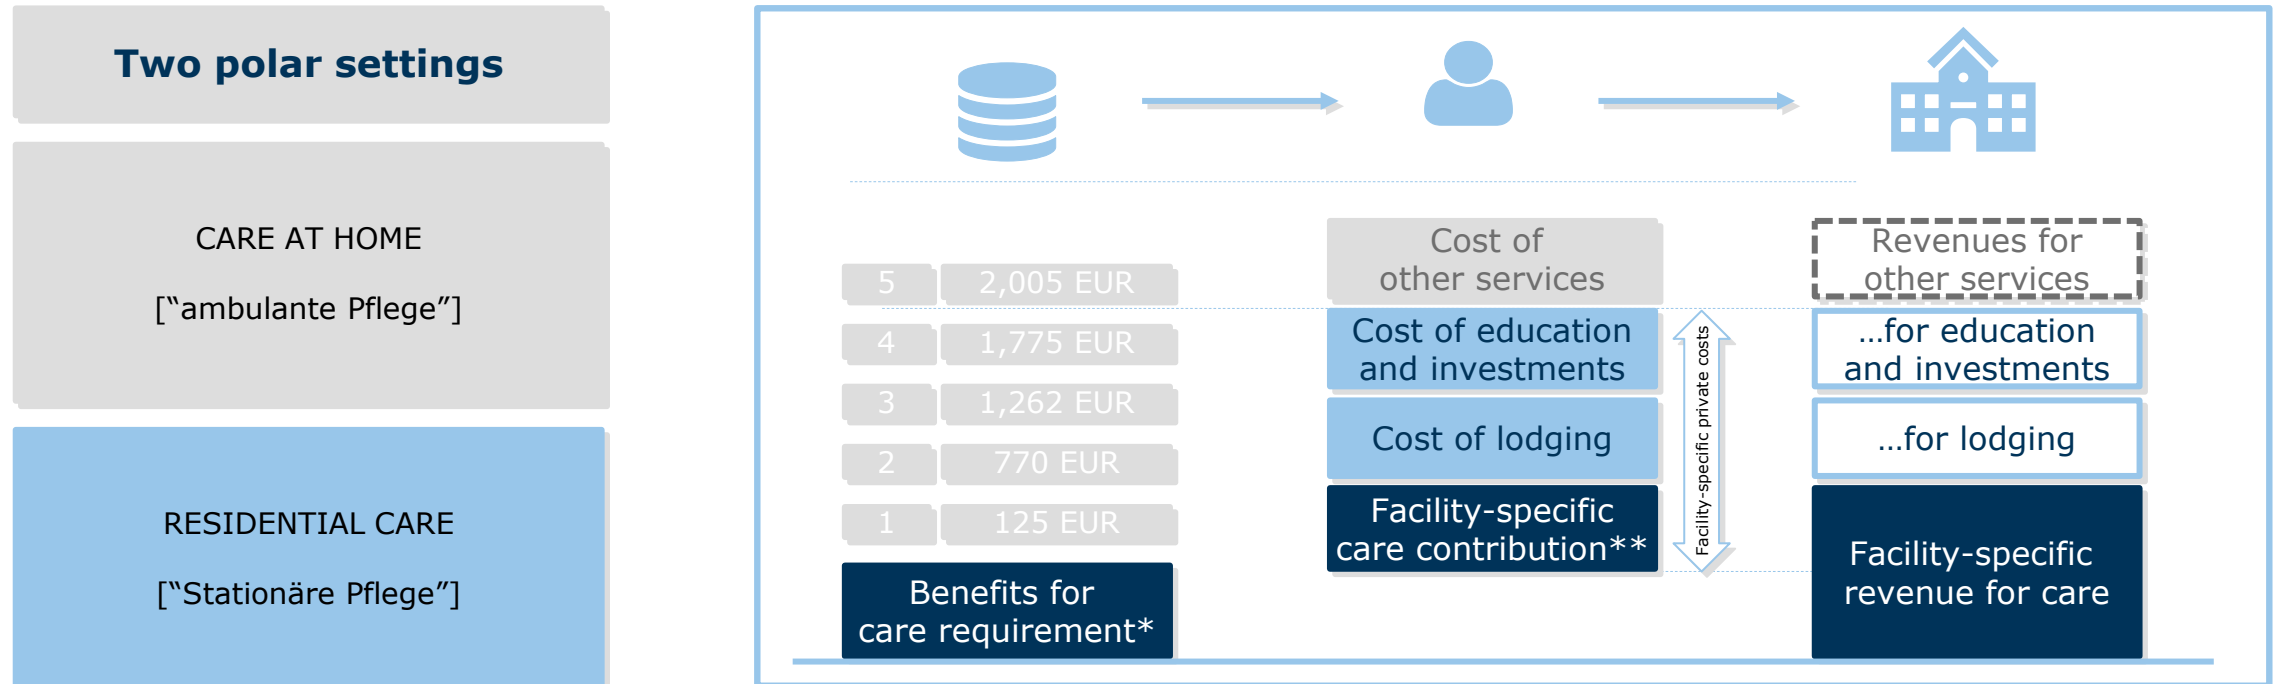 Two polar settings
CARE AT HOME
[“ambulante Pflege”]
RESIDENTIAL CARE
[“Stationäre Pflege”]
5 2,005 EUR
4 1,775 EUR
3 1,262 EUR
2 770 EUR
1 125 EUR
Benefits for
care requirement*
Cost of
other services
Cost of education
and investments
Cost of lodging
Facility-specific
care contribution**
Facility-specific private costs
Revenues for
other services
…for education
and investments
…for lodging
Facility-specific
revenue for care